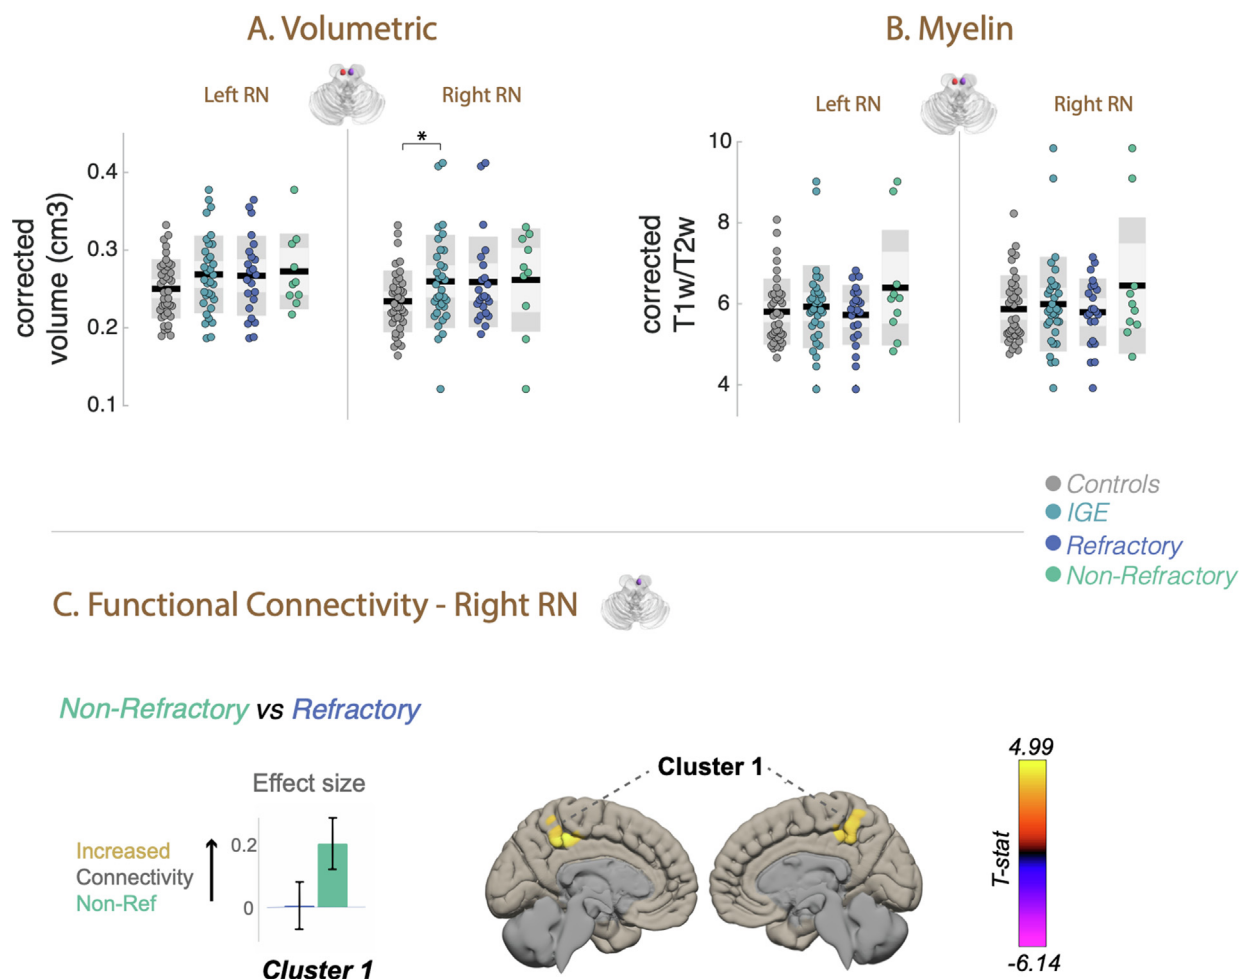 A. Volumetric
B. Myelin
Left RN
Right RN
Left RN
Right RN
*
corrected
volume (cm3)
0.4
0.3
0.2
0.1
corrected
T1w/T2w
10
8
6
4
Controls
IGE
Refractory
Non-Refractory
C. Functional Connectivity - Right RN
Non-Refractory vs Refractory
Effect size
Increased
Connectivity
Non-Ref
0.2
0
Cluster 1
Cluster 1
4.99
T-stat
-6.14